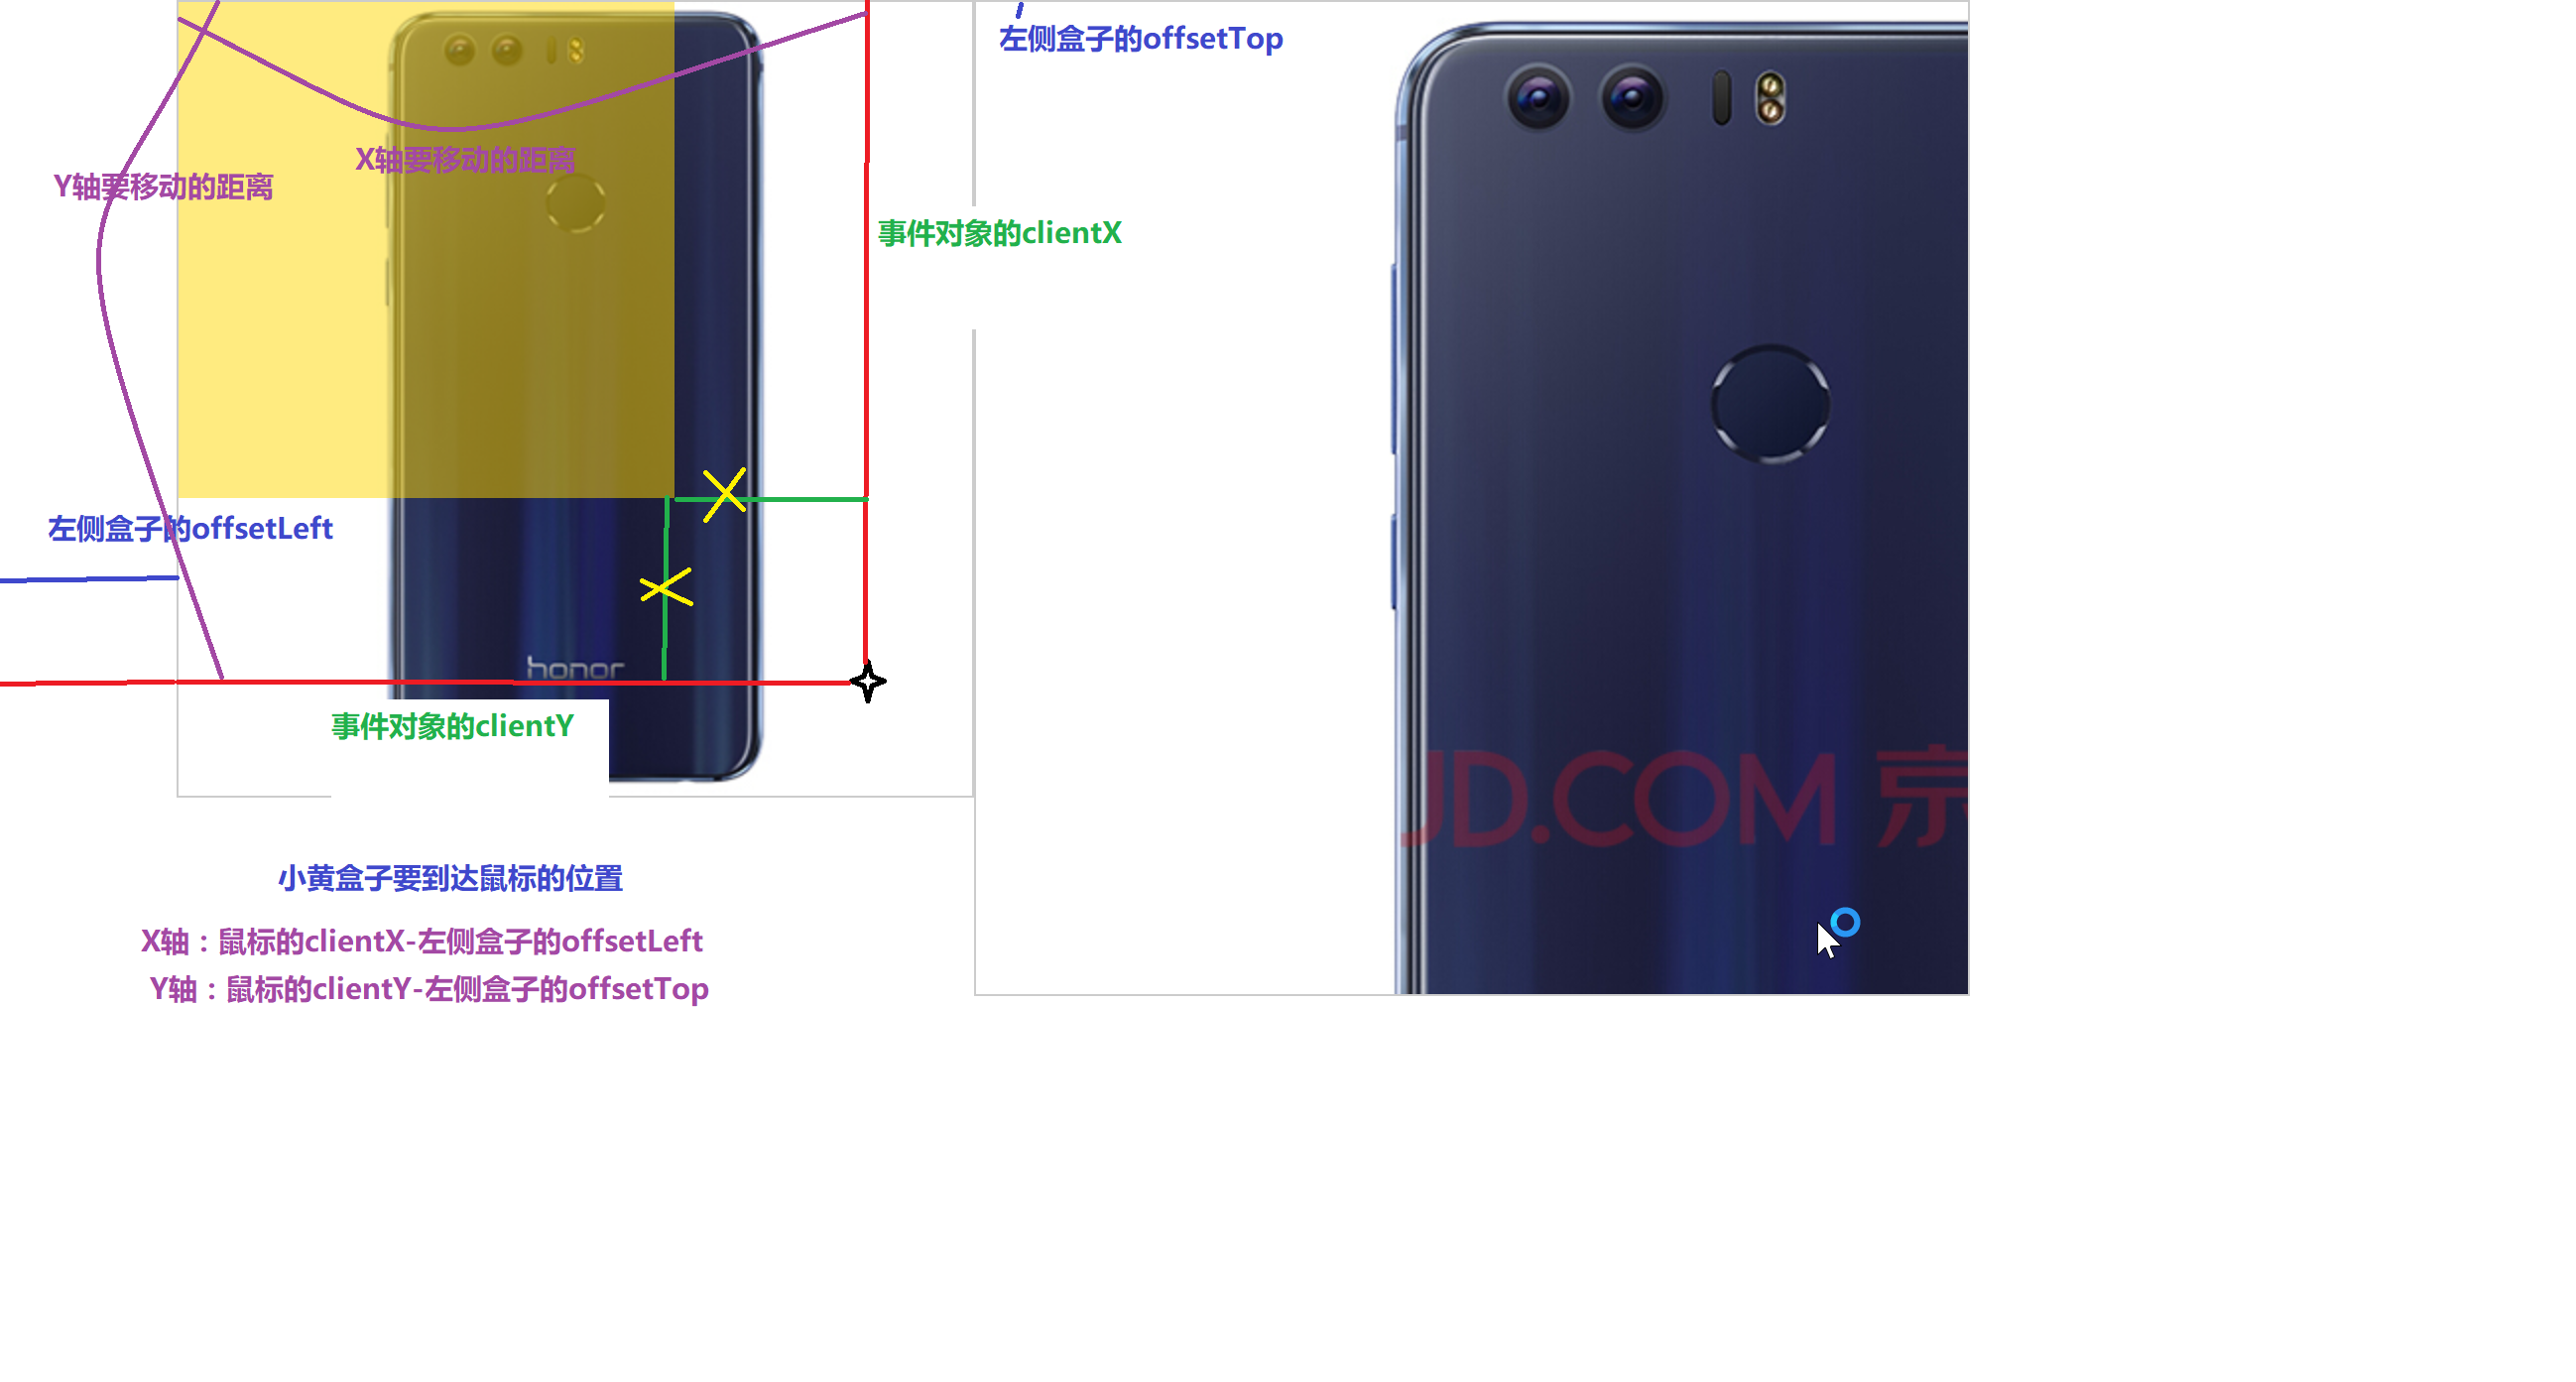 左侧盒子的offsetTop
X轴要移动的距离
Y轴要移动的距离
事件对象的clientX
左侧盒子的offsetLeft
honor
事件对象的clientY
JD.COM 京
小黄盒子要到达鼠标的位置
X轴：鼠标的clientX-左侧盒子的offsetLeft
Y轴：鼠标的clientY-左侧盒子的offsetTop